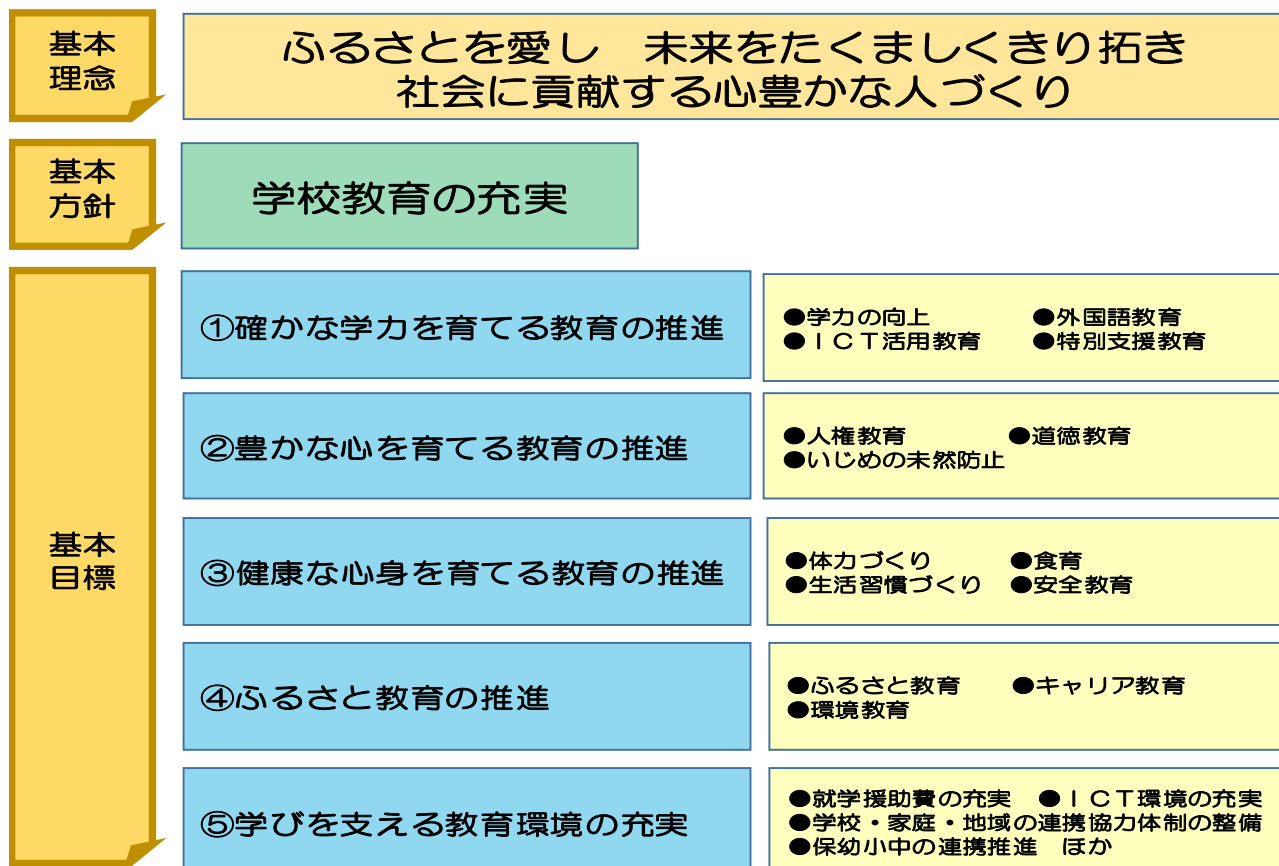 基本
理念
ふるさとを愛し　未来をたくましくきり拓き
社会に貢献する心豊かな人づくり
基本
方針
学校教育の充実
基本
目標
①確かな学力を育てる教育の推進
●学力の向上　●外国語教育
●ＩＣＴ活用教育　●特別支援教育
②豊かな心を育てる教育の推進
●人権教育　●道徳教育
●いじめの未然防止
③健康な心身を育てる教育の推進
●体力づくり　●食育
●生活習慣づくり　●安全教育
④ふるさと教育の推進
●ふるさと教育　●キャリア教育
●環境教育
⑤学びを支える教育環境の充実
●就学援助費の充実　●ＩＣＴ環境の充実
●学校・家庭・地域の連携協力体制の整備
●保幼小中の連携推進　ほか